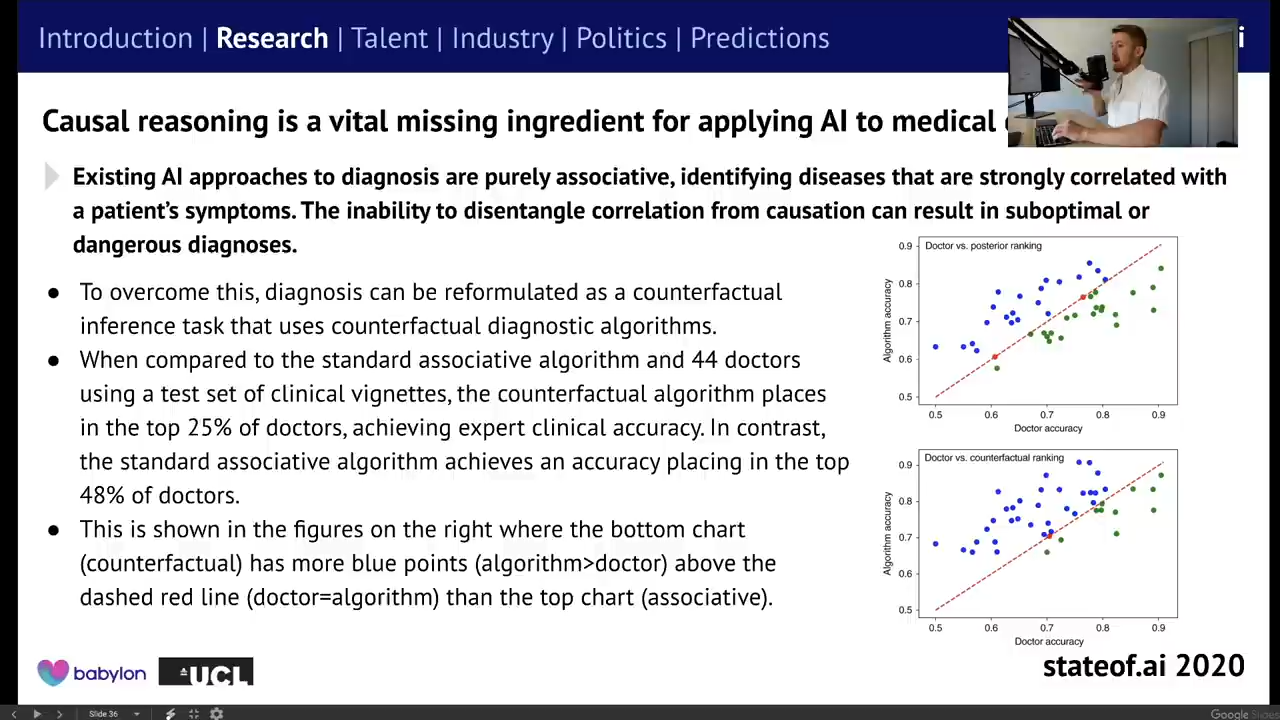 Introduction | Research | Talent | Industry | Politics | Predictions
i
Causal reasoning is a vital missing ingredient for applying AI to medical
Existing AI approaches to diagnosis are purely associative, identifying diseases that are strongly correlated with
a patient's symptoms. The inability to disentangle correlation from causation can result in suboptimal or
dangerous diagnoses.
● To overcome this, diagnosis can be reformulated as a counterfactual
inference task that uses counterfactual diagnostic algorithms.
● When compared to the standard associative algorithm and 44 doctors
using a test set of clinical vignettes, the counterfactual algorithm places
in the top 25% of doctors, achieving expert clinical accuracy. In contrast,
the standard associative algorithm achieves an accuracy placing in the top
48% of doctors.
● This is shown in the figures on the right where the bottom chart
(counterfactual) has more blue points (algorithm>doctor) above the
dashed red line (doctor=algorithm) than the top chart (associative).
Doctor vs. posterior ranking
Algorithm accuracy
0.9
0.8
0.7
0.6
0.5
0.5 0.6 0.7 0.8 0.9
Doctor accuracy
Doctor vs. counterfactual ranking
Algorithm accuracy
0.9
0.8
0.7
0.6
0.5
0.5 0.6 0.7 0.8 0.9
Doctor accuracy
babylon
UCL
stateof.ai 2020
Slide 36
Google Slides